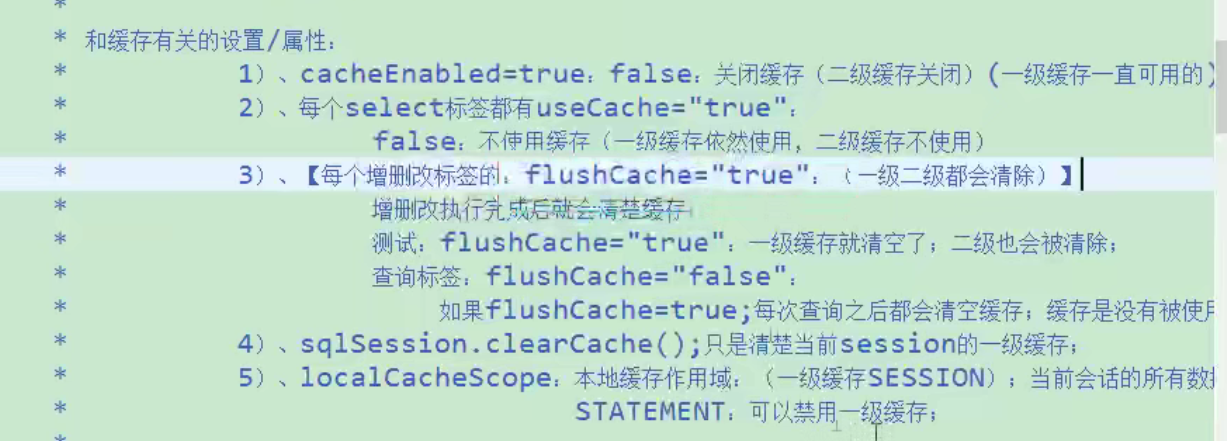 *
* 和缓存有关的设置/属性：
* 1）、cacheEnabled=true：false：关闭缓存（二级缓存关闭）(一级缓存一直可用的)
* 2）、每个select标签都有useCache="true"：
* false：不使用缓存（一级缓存依然使用，二级缓存不使用）
* 3）、【每个增删改标签的：flushCache="true"：（一级二级都会清除）】
* 增删改执行完成后就会清楚缓存；
* 测试：flushCache="true"：一级缓存就清空了；二级也会被清除；
* 查询标签：flushCache="false"：
* 如果flushCache=true;每次查询之后都会清空缓存；缓存是没有被使用
* 4）、sqlSession.clearCache();只是清楚当前session的一级缓存；
* 5）、localCacheScope：本地缓存作用域：（一级缓存SESSION）；当前会话的所有数据
* STATEMENT：可以禁用一级缓存；
*